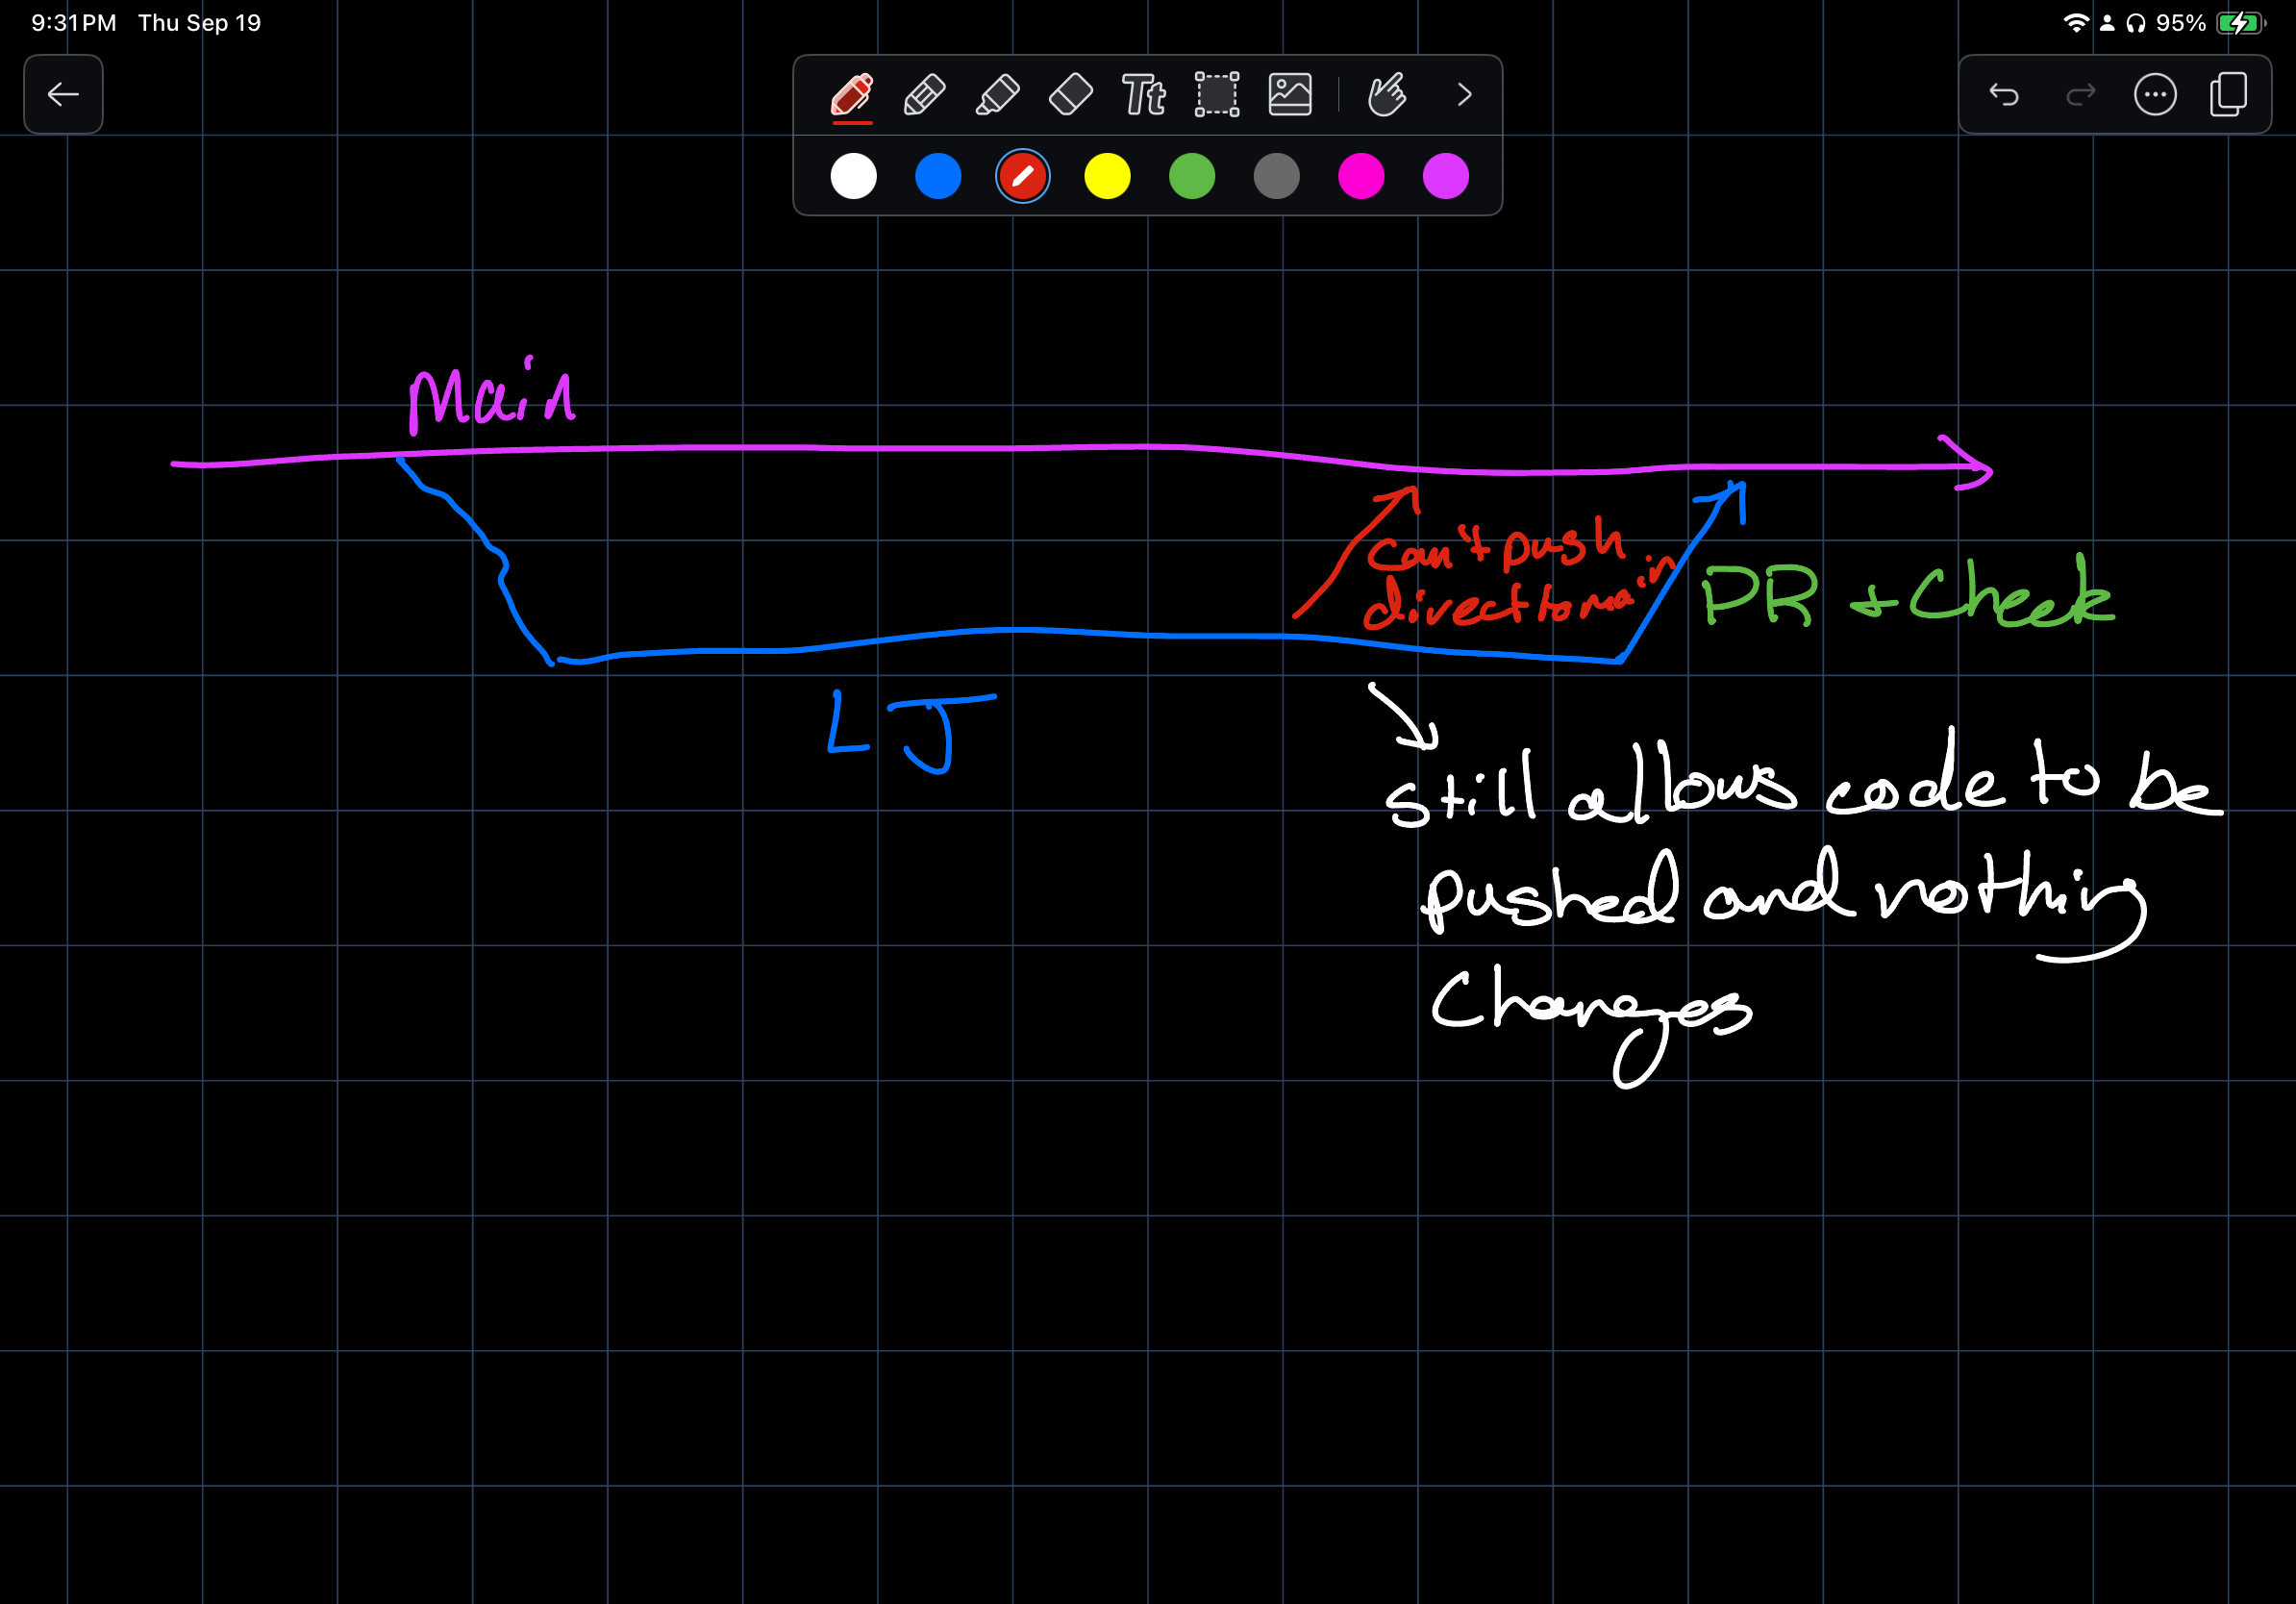 9:31 PM Thu Sep 19
95%
Tt
Main
Can't push
direct to main
PR + Check
LJ
still allows code to be
pushed and nothing
Changes